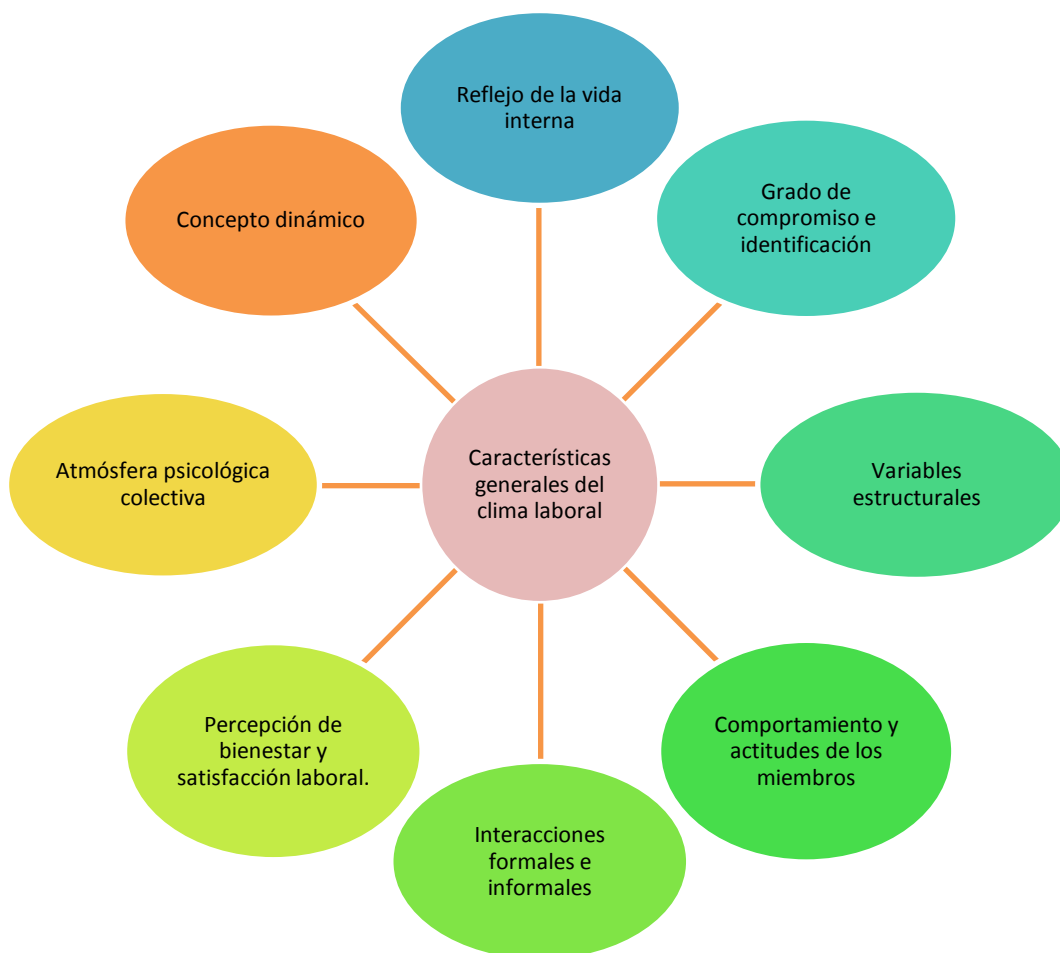 Reflejo de la vida
interna
Grado de
compromiso e
identificación
Variables
estructurales
Comportamiento y
actitudes de los
miembros
Interacciones
formales e
informales
Percepción de
bienestar y
satisfacción laboral.
Atmósfera psicológica
colectiva
Concepto dinámico
Características
generales del
clima laboral